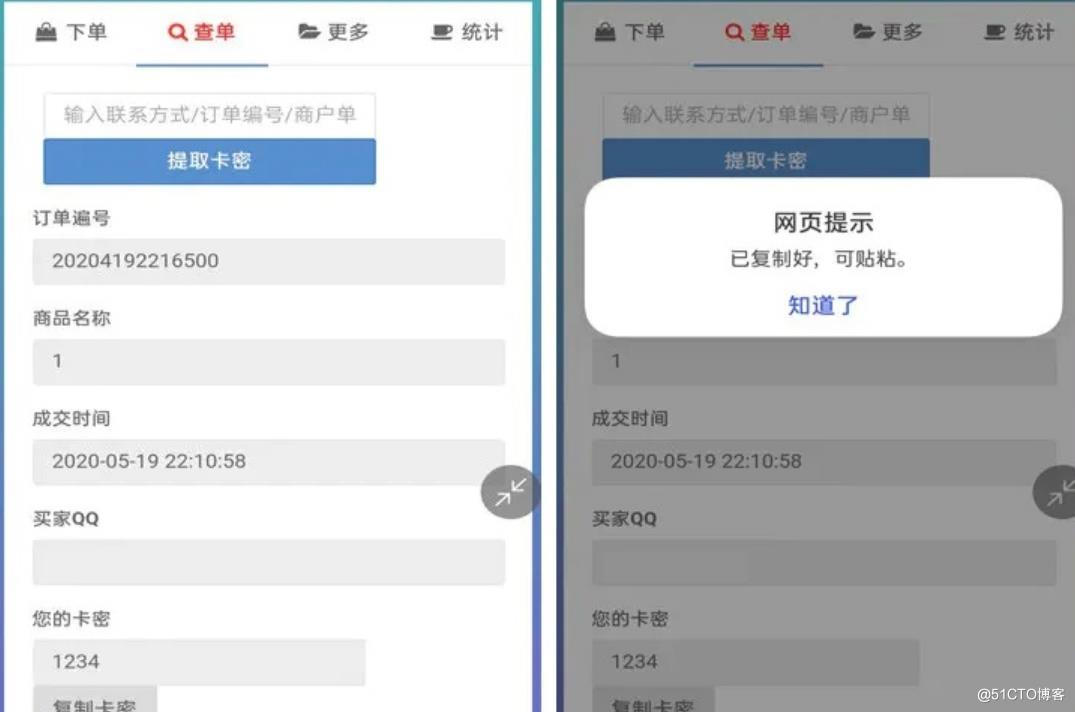 下单 查单 更多 统计
输入联系方式/订单编号/商户单
提取卡密
订单遍号
20204192216500
商品名称
1
成交时间
2020-05-19 22:10:58
买家QQ
您的卡密
1234
复制卡密
下单 查单 更多 统计
输入联系方式/订单编号/商户单
提取卡密
网页提示
已复制好，可贴粘。
知道了
1
成交时间
2020-05-19 22:10:58
买家QQ
您的卡密
1234
复制卡密
@51CTO博客